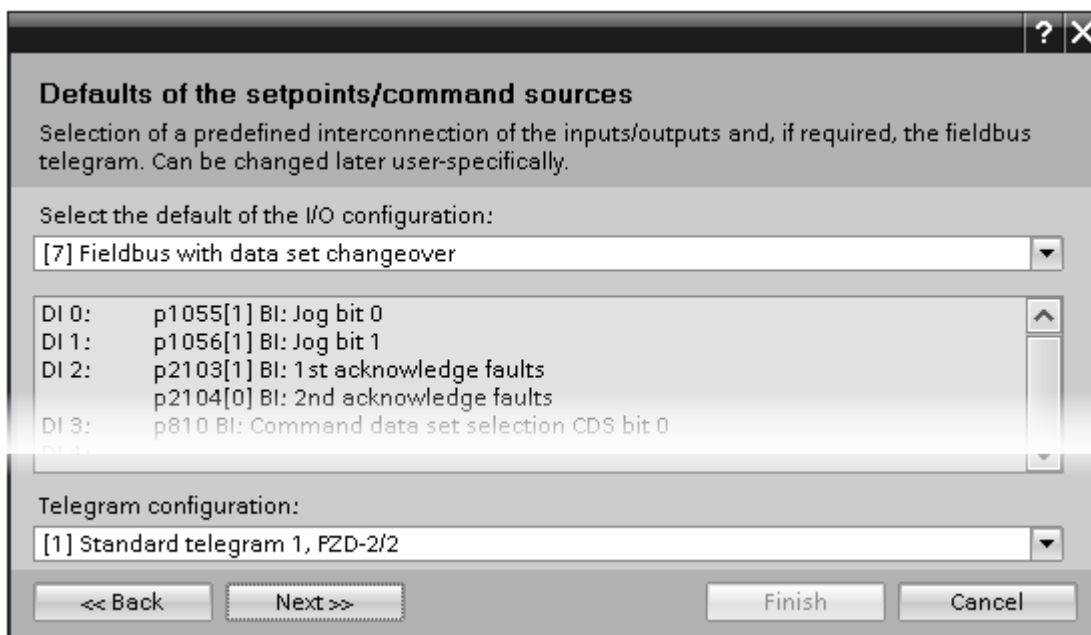 ? X
Defaults of the setpoints/command sources
Selection of a predefined interconnection of the inputs/outputs and, if required, the fieldbus
telegram. Can be changed later user-specifically.
Select the default of the I/O configuration:
[7] Fieldbus with data set changeover
DI 0: p1055[1] BI: Jog bit 0
DI 1: p1056[1] BI: Jog bit 1
DI 2: p2103[1] BI: 1st acknowledge faults
p2104[0] BI: 2nd acknowledge faults
DI 3: p810 BI: Command data set selection CDS bit 0
Telegram configuration:
[1] Standard telegram 1, PZD-2/2
<< Back Next >> Finish Cancel